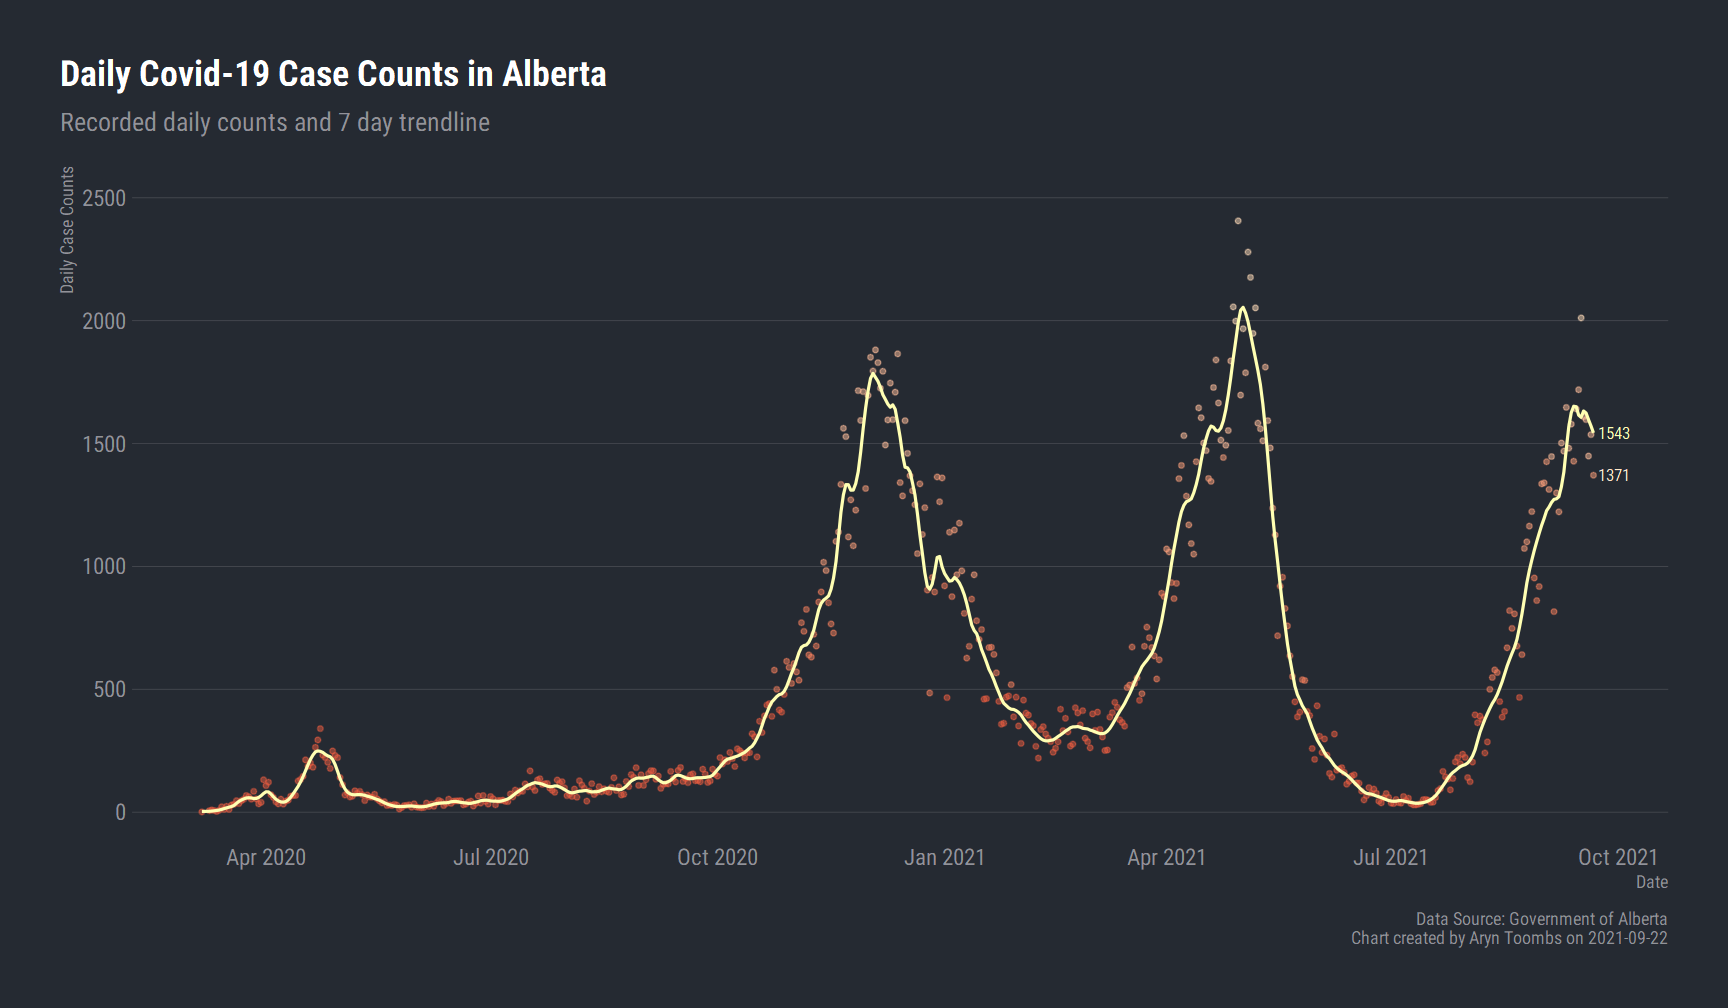 Daily Covid-19 Case Counts in Alberta
Recorded daily counts and 7 day trendline
Daily Case Counts
2500
2000
1500
1000
500
0
1543
1371
Apr 2020
Jul 2020
Oct 2020
Jan 2021
Apr 2021
Jul 2021
Oct 2021
Date
Data Source: Government of Alberta
Chart created by Aryn Toombs on 2021-09-22